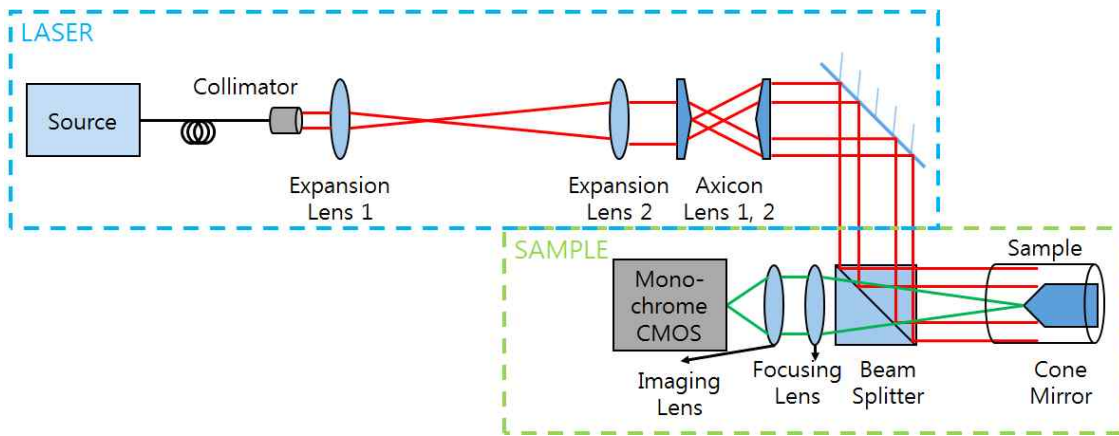 LASER
Source
Collimator
Expansion
Lens 1
Expansion
Lens 2
Axicon
Lens 1, 2
SAMPLE
Mono-
chrome
CMOS
Sample
Imaging
Lens
Focusing
Lens
Beam
Splitter
Cone
Mirror